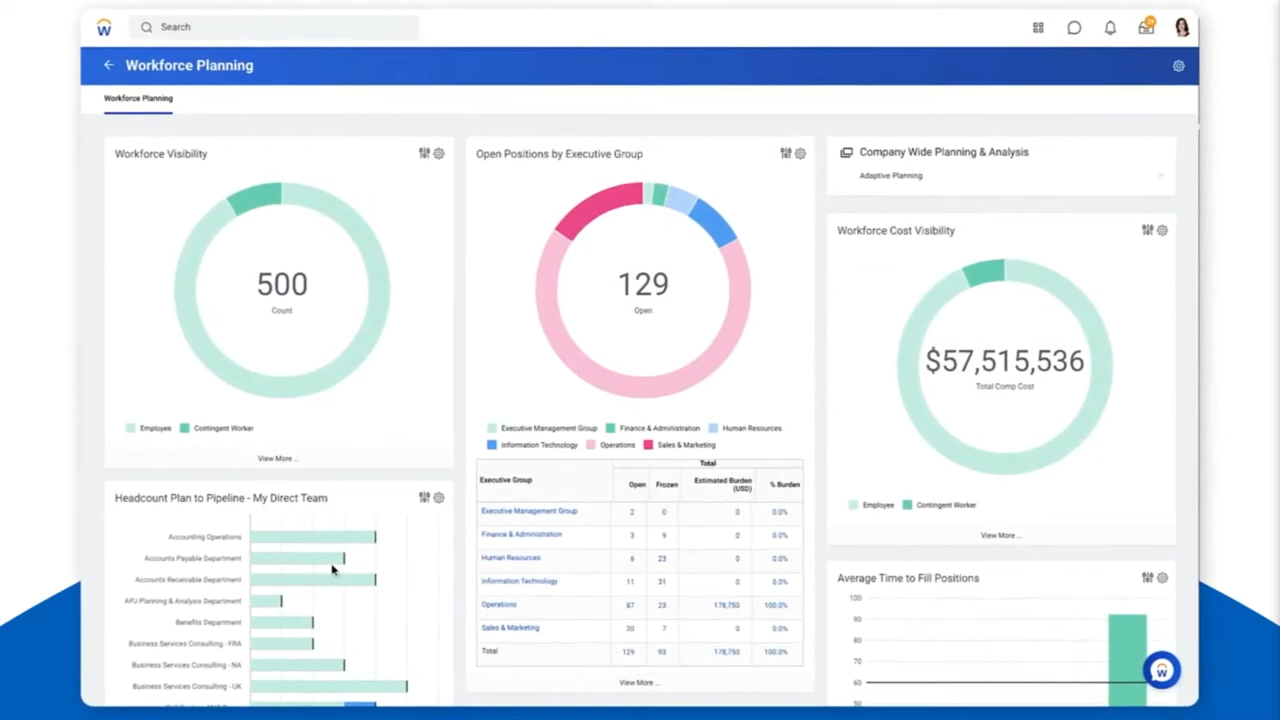 Search
Workforce Planning
Workforce Planning
Workforce Visibility
500
Count
Employee Contingent Worker
View More ...
Headcount Plan to Pipeline - My Direct Team
Accounting Operations
Accounts Payable Department
Accounts Receivable Department
APJ Planning & Analysis Department
Benefits Department
Business Services Consulting - FRA
Business Services Consulting - NA
Business Services Consulting - UK
Open Positions by Executive Group
129
Open
Executive Management Group Finance & Administration Human Resources
Information Technology Operations Sales & Marketing
Total
Executive Group Open Frozen Estimated Burden (USD) % Burden
Executive Management Group 2 0 0 0.0%
Finance & Administration 3 9 0 0.0%
Human Resources 6 23 0 0.0%
Information Technology 11 31 0 0.0%
Operations 87 23 178,750 100.0%
Sales & Marketing 20 7 0 0.0%
Total 129 93 178,750 100.0%
View More ...
Company Wide Planning & Analysis
Adaptive Planning
Workforce Cost Visibility
$57,515,536
Total Comp Cost
Employee Contingent Worker
View More ...
Average Time to Fill Positions
100
90
80
70
60
50